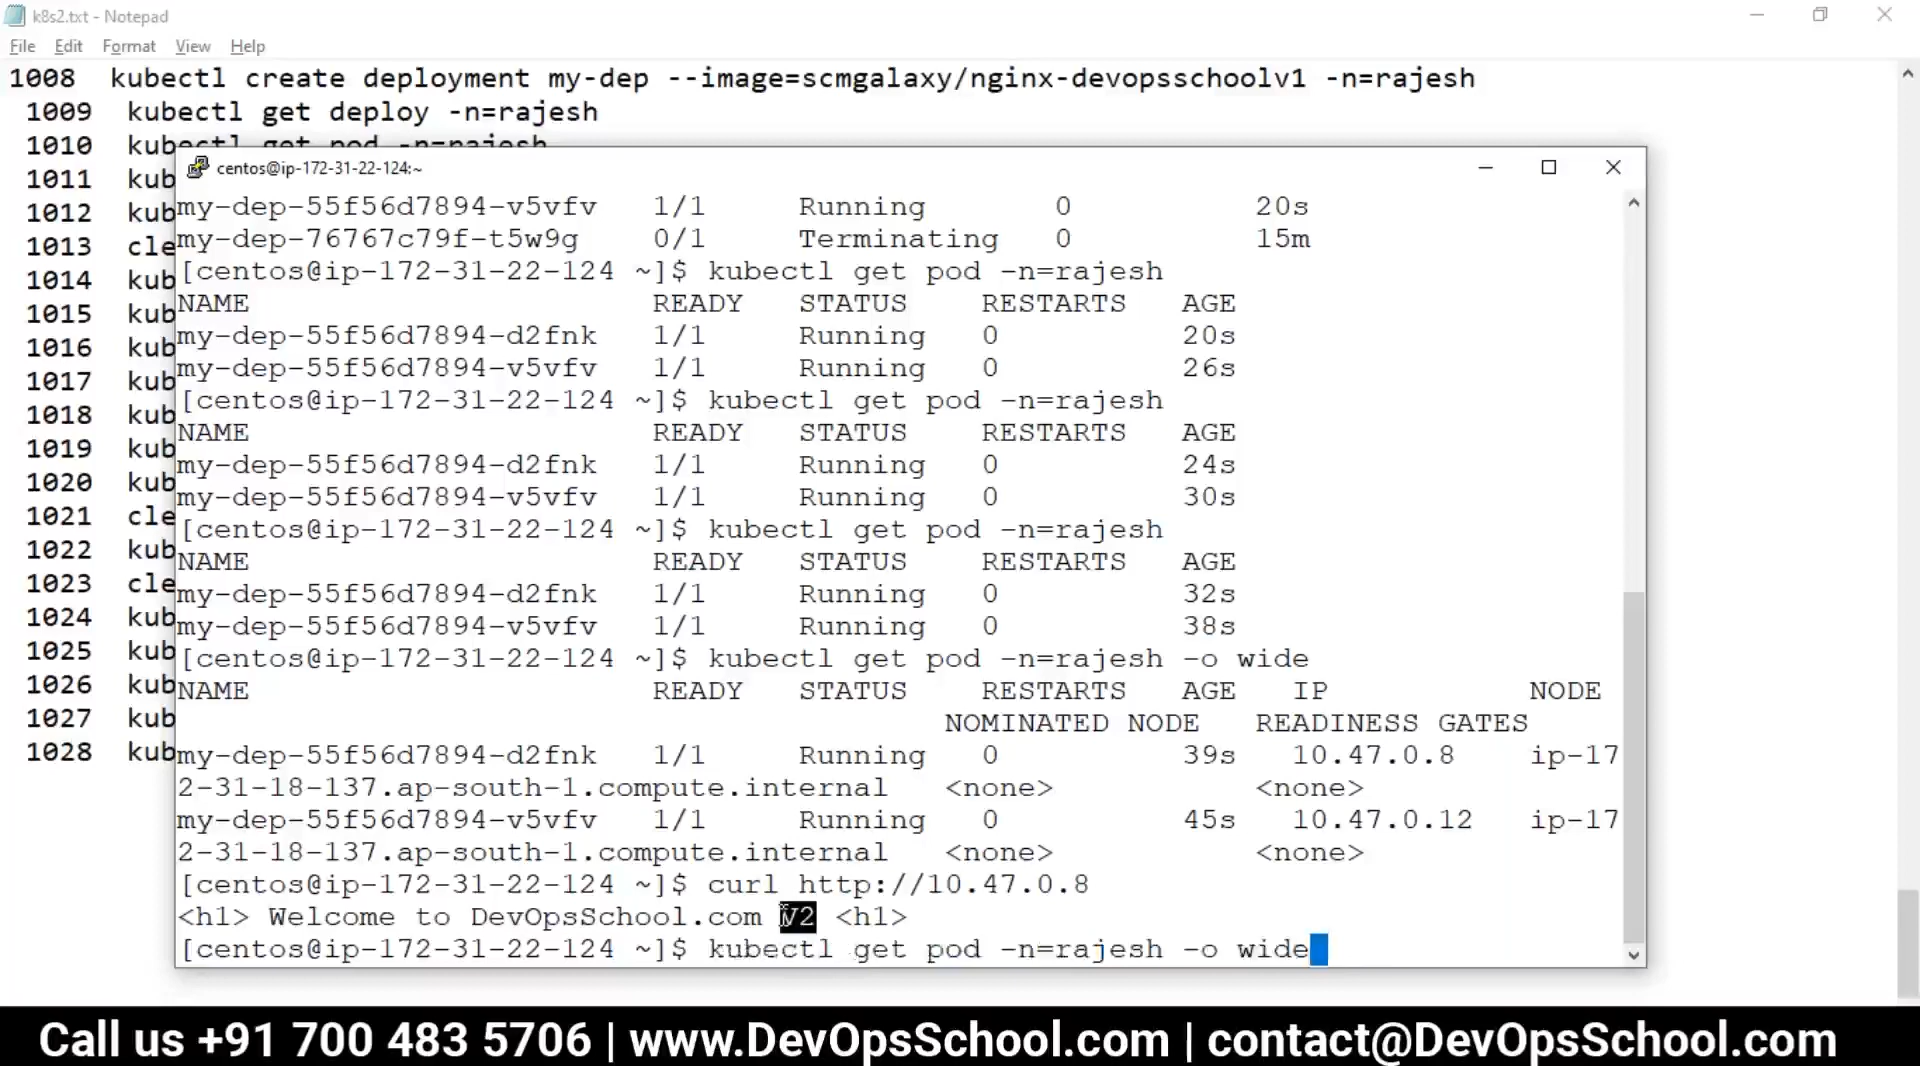 k8s2.txt - Notepad
File Edit Format View Help
1008 kubectl create deployment my-dep --image=scmgalaxy/nginx-devopsschoolv1 -n=rajesh
1009 kubectl get deploy -n=rajesh
1010 kubectl get pod -n=rajesh
1011 kub
1012 kub
1013 cle
1014 kub
1015 kub
1016 kub
1017 kub
1018 kub
1019 kub
1020 kub
1021 cle
1022 kub
1023 cle
1024 kub
1025 kub
1026 kub
1027 kub
1028 kub
centos@ip-172-31-22-124:~
my-dep-55f56d7894-v5vfv 1/1 Running 0 20s
my-dep-76767c79f-t5w9g 0/1 Terminating 0 15m
[centos@ip-172-31-22-124 ~]$ kubectl get pod -n=rajesh
NAME READY STATUS RESTARTS AGE
my-dep-55f56d7894-d2fnk 1/1 Running 0 20s
my-dep-55f56d7894-v5vfv 1/1 Running 0 26s
[centos@ip-172-31-22-124 ~]$ kubectl get pod -n=rajesh
NAME READY STATUS RESTARTS AGE
my-dep-55f56d7894-d2fnk 1/1 Running 0 24s
my-dep-55f56d7894-v5vfv 1/1 Running 0 30s
[centos@ip-172-31-22-124 ~]$ kubectl get pod -n=rajesh
NAME READY STATUS RESTARTS AGE
my-dep-55f56d7894-d2fnk 1/1 Running 0 32s
my-dep-55f56d7894-v5vfv 1/1 Running 0 38s
[centos@ip-172-31-22-124 ~]$ kubectl get pod -n=rajesh -o wide
NAME READY STATUS RESTARTS AGE IP NODE
NOMINATED NODE READINESS GATES
my-dep-55f56d7894-d2fnk 1/1 Running 0 39s 10.47.0.8 ip-17
2-31-18-137.ap-south-1.compute.internal <none> <none>
my-dep-55f56d7894-v5vfv 1/1 Running 0 45s 10.47.0.12 ip-17
2-31-18-137.ap-south-1.compute.internal <none> <none>
[centos@ip-172-31-22-124 ~]$ curl http://10.47.0.8
<h1> Welcome to DevOpsSchool.com V2 <h1>
[centos@ip-172-31-22-124 ~]$ kubectl get pod -n=rajesh -o wide
Call us +91 700 483 5706 | www.DevOpsSchool.com | contact@DevOpsSchool.com